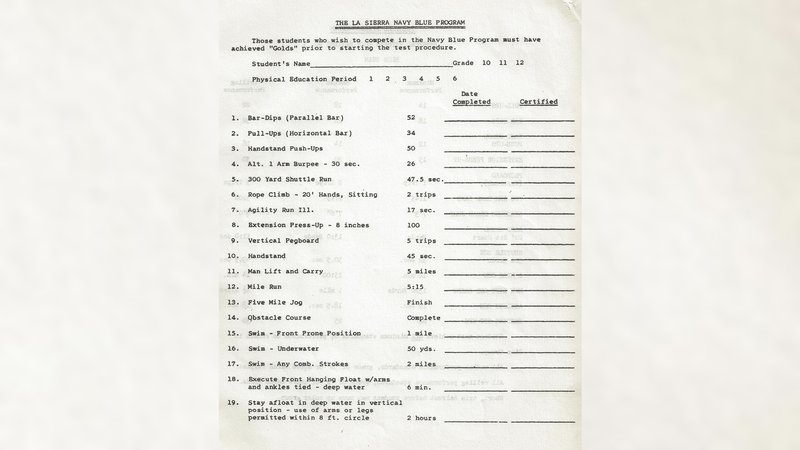 THE LA SIERRA NAVY BLUE PROGRAM
Those students who wish to compete in the Navy Blue Program must have
achieved "Golds" prior to starting the test procedure.
Student's Name____________________Grade 10 11 12
Physical Education Period 1 2 3 4 5 6
Date
Completed Certified
1. Bar-Dips (Parallel Bar) 52
2. Pull-Ups (Horizontal Bar) 34
3. Handstand Push-Ups 50
4. Alt. 1 Arm Burpee - 30 sec. 26
5. 300 Yard Shuttle Run 47.5 sec.
6. Rope Climb - 20' Hands, Sitting 2 trips
7. Agility Run Ill. 17 sec.
8. Extension Press-Up - 8 inches 100
9. Vertical Pegboard 5 trips
10. Handstand 45 sec.
11. Man Lift and Carry 5 miles
12. Mile Run 5:15
13. Five Mile Jog Finish
14. Obstacle Course Complete
15. Swim - Front Prone Position 1 mile
16. Swim - Underwater 50 yds.
17. Swim - Any Comb. Strokes 2 miles
18. Execute Front Hanging Float w/arms
and ankles tied - deep water 6 min.
19. Stay afloat in deep water in vertical
position - use of arms or legs
permitted within 8 ft. circle 2 hours